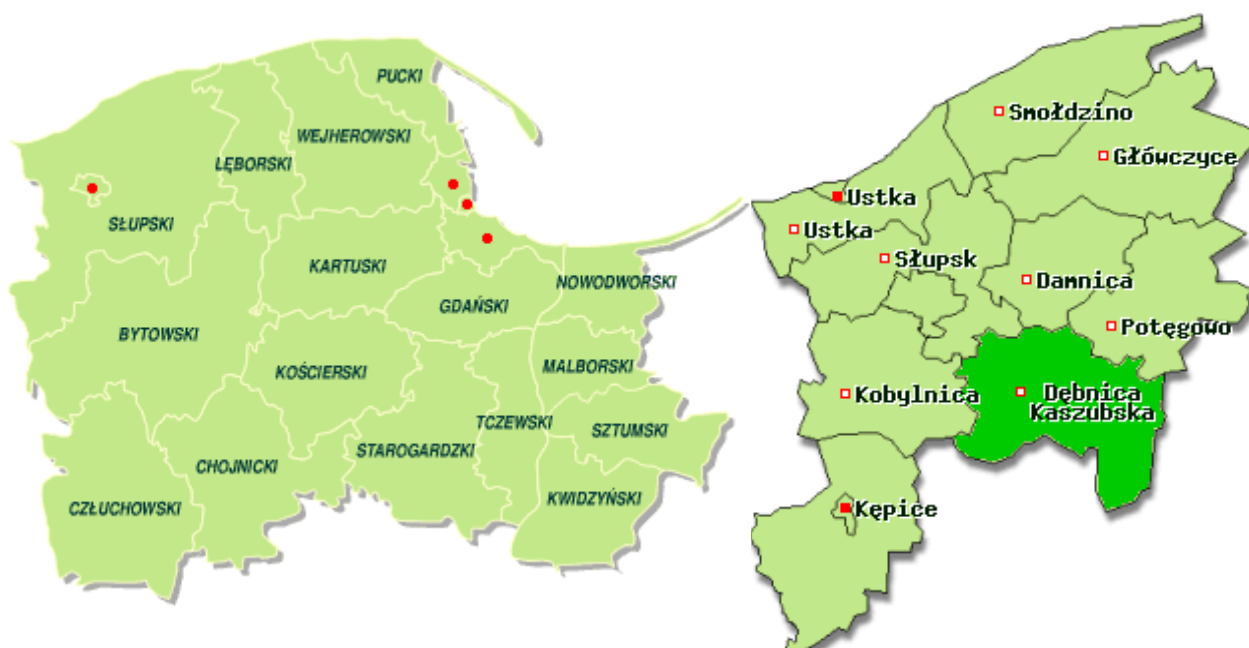 PUCKI
WEJHEROWSKI
LĘBORSKI
SŁUPSKI
KARTUSKI
NOWODWORSKI
GDAŃSKI
BYTOWSKI
MALBORSKI
KOŚCIERSKI
TCZEWSKI
SZTUMSKI
STAROGARDZKI
CHOJNICKI
KWIDZYŃSKI
CZŁUCHOWSKI
Smołdzino
Główczyce
Ustka
Ustka
Słupsk
Damnica
Potęgowo
Kobylnica
Dębnica
Kaszubska
Kępice